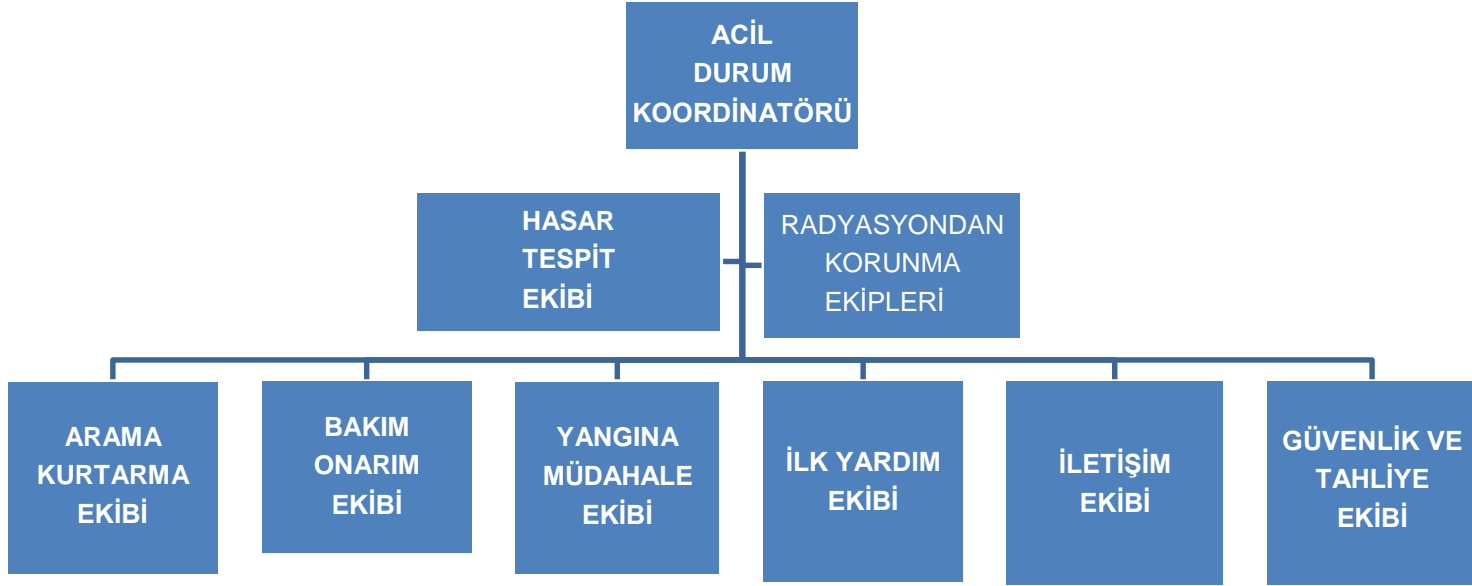 ACİL
DURUM
KOORDİNATÖRÜ
HASAR
TESPİT
EKİBİ
RADYASYONDAN
KORUNMA
EKİPLERİ
ARAMA
KURTARMA
EKİBİ
BAKIM
ONARIM
EKİBİ
YANGINA
MÜDAHALE
EKİBİ
İLK YARDIM
EKİBİ
İLETİŞİM
EKİBİ
GÜVENLİK VE
TAHLİYE
EKİBİ